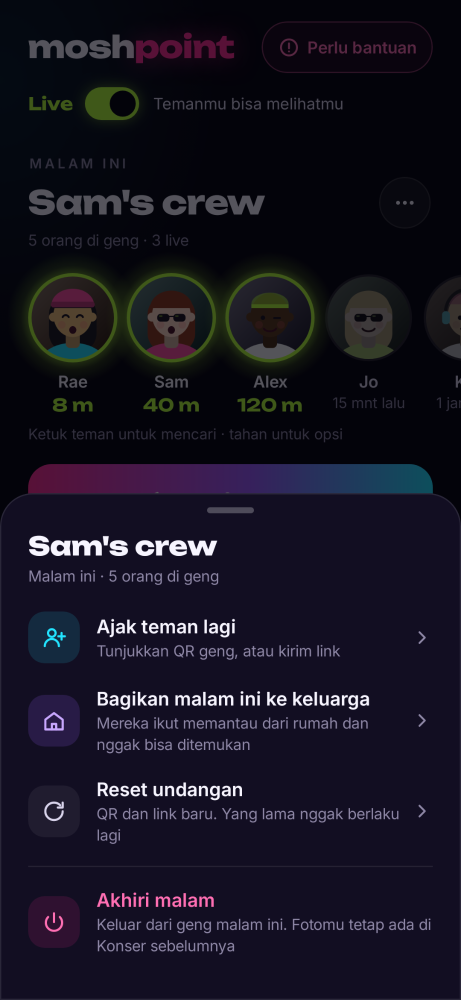 moshpoint
Perlu bantuan
Live
Temanmu bisa melihatmu
MALAM INI
Sam's crew
5 orang di geng · 3 live
Rae
Sam
Alex
Jo
8 m
40 m
120 m
15 mnt lalu
Ketuk teman untuk mencari · tahan untuk opsi
Sam's crew
Malam ini · 5 orang di geng
Ajak teman lagi
Tunjukkan QR geng, atau kirim link
Bagikan malam ini ke keluarga
Mereka ikut memantau dari rumah dan
nggak bisa ditemukan
Reset undangan
QR dan link baru. Yang lama nggak berlaku
lagi
Akhiri malam
Keluar dari geng malam ini. Fotomu tetap ada di
Konser sebelumnya